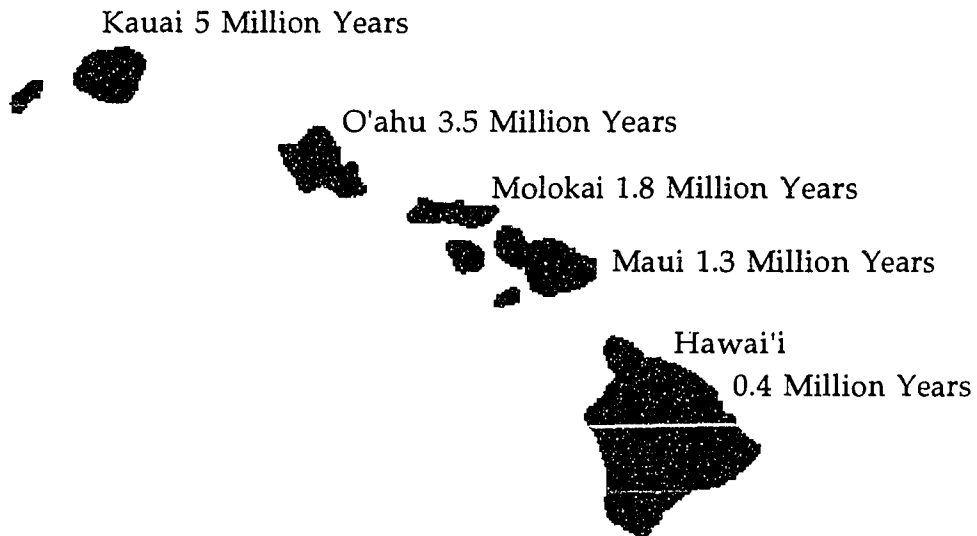 Kauai 5 Million Years
O'ahu 3.5 Million Years
Molokai 1.8 Million Years
Maui 1.3 Million Years
Hawai'i
0.4 Million Years